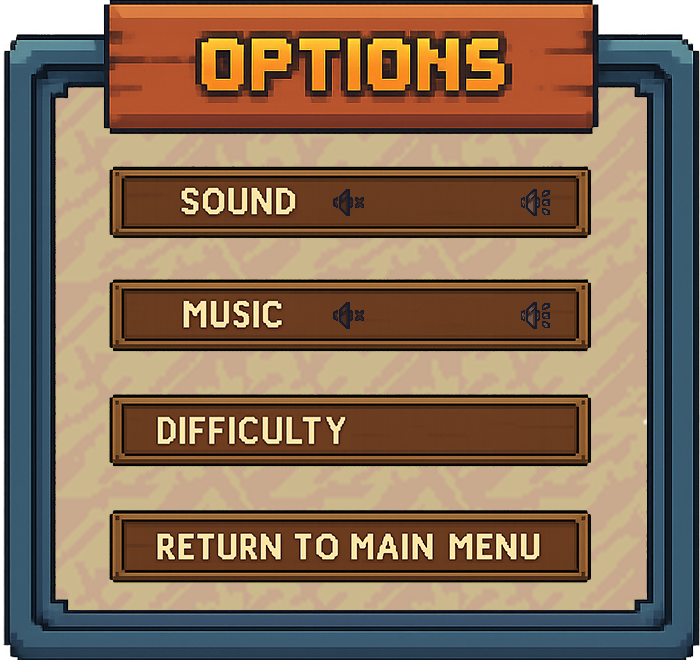 OPTIONS
SOUND
MUSIC
DIFFICULTY
RETURN TO MAIN MENU